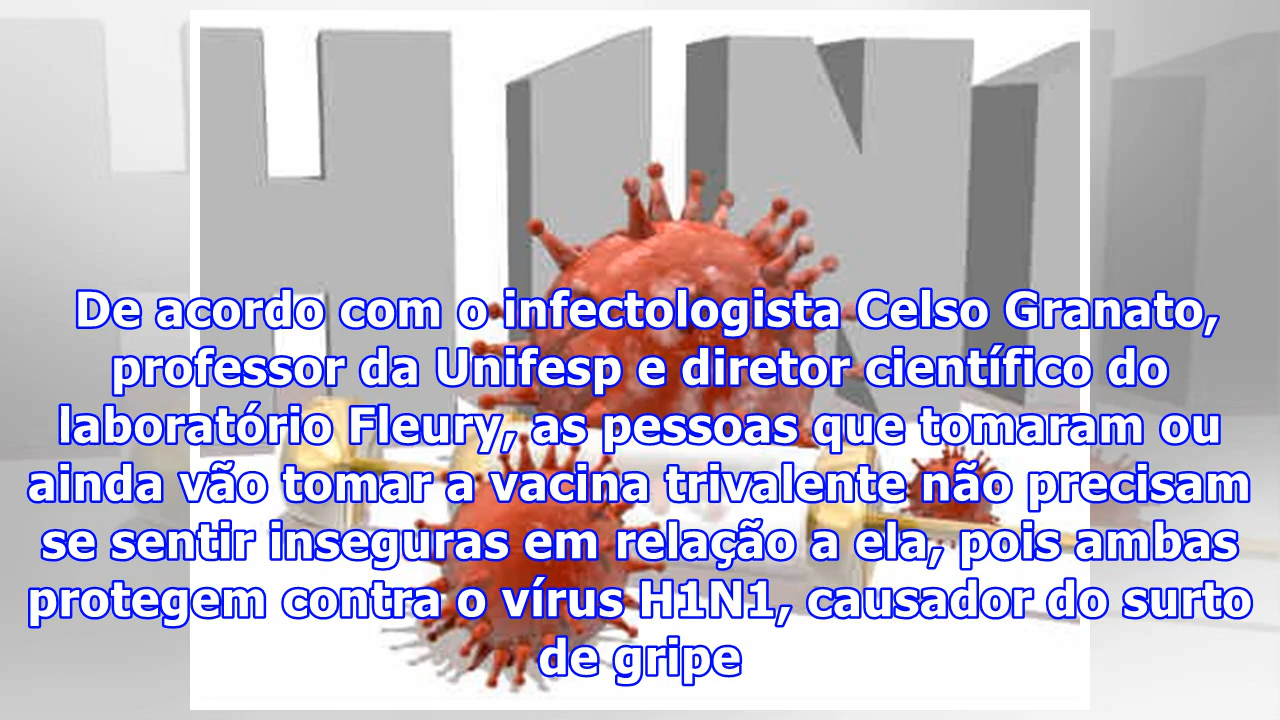 H1N1
De acordo com o infectologista Celso Granato,
professor da Unifesp e diretor científico do
laboratório Fleury, as pessoas que tomaram ou
ainda vão tomar a vacina trivalente não precisam
se sentir inseguras em relação a ela, pois ambas
protegem contra o vírus H1N1, causador do surto
de gripe